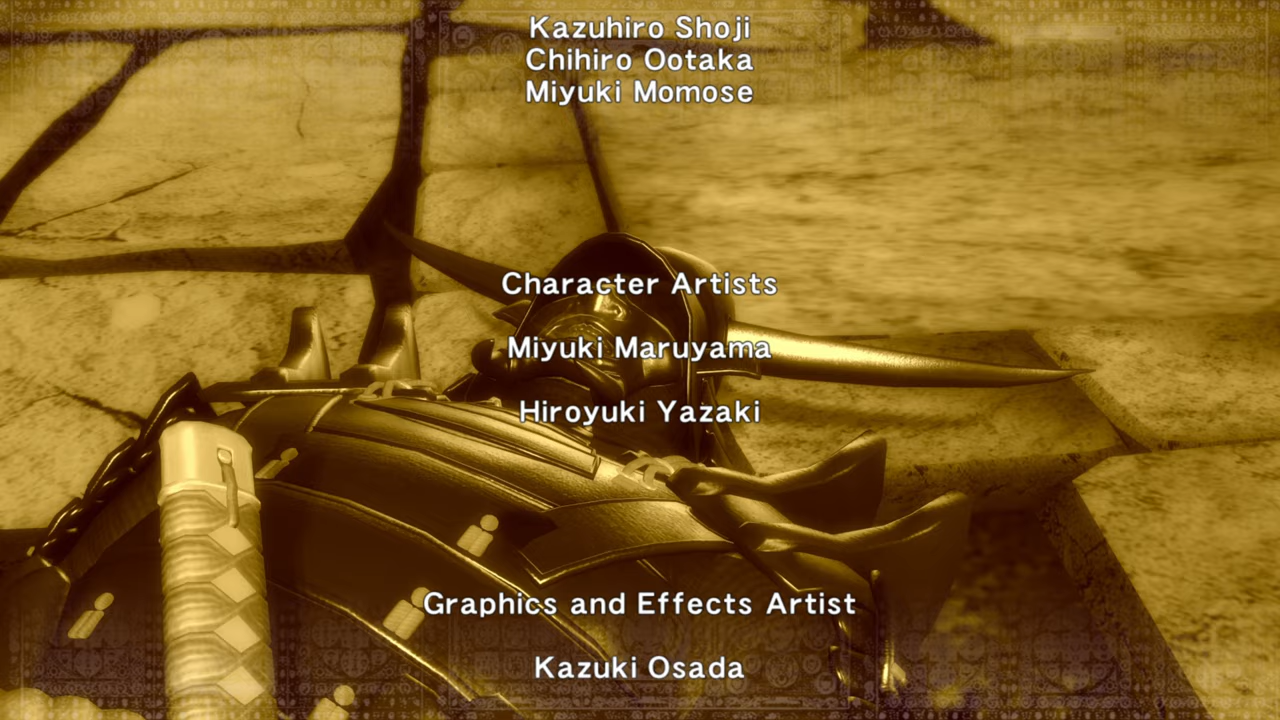 Kazuhiro Shoji
Chihiro Ootaka
Miyuki Momose
Character Artists
Miyuki Maruyama
Hiroyuki Yazaki
Graphics and Effects Artist
Kazuki Osada